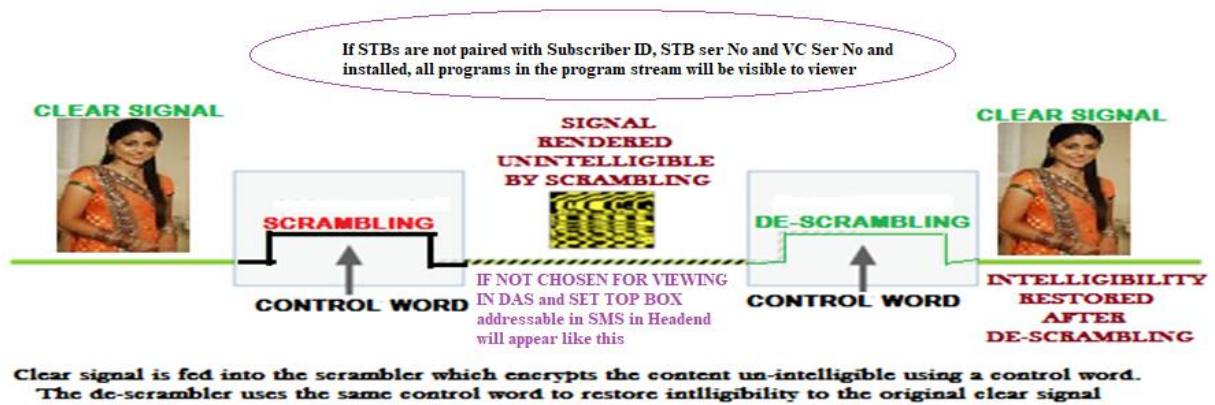 If STBs are not paired with Subscriber ID, STB ser No and VC Ser No and
installed, all programs in the program stream will be visible to viewer
CLEAR SIGNAL
SIGNAL
RENDERED
UNINTELLIGIBLE
BY SCRAMBLING
CLEAR SIGNAL
SCRAMBLING
DE-SCRAMBLING
CONTROL WORD
IF NOT CHOSEN FOR VIEWING
IN DAS and SET TOP BOX
addressable in SMS in Headend
will appear like this
CONTROL WORD
INTELLIGIBILITY
RESTORED
AFTER
DE-SCRAMBLING
Clear signal is fed into the scrambler which encrypts the content un-intelligible using a control word.
The de-scrambler uses the same control word to restore intlligibility to the original clear signal